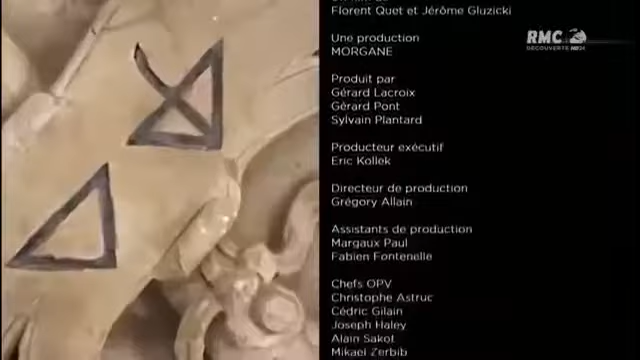 Florent Quet et Jérôme Gluzicki
RMC
DECOUVERTE HD24
Une production
MORGANE
Produit par
Gérard Lacroix
Gérard Pont
Sylvain Plantard
Producteur exécutif
Eric Kollek
Directeur de production
Grégory Allain
Assistants de production
Margaux Paul
Fabien Fontenelle
Chefs OPV
Christophe Astruc
Cédric Gilain
Joseph Haley
Alain Sakot
Mikael Zerbib